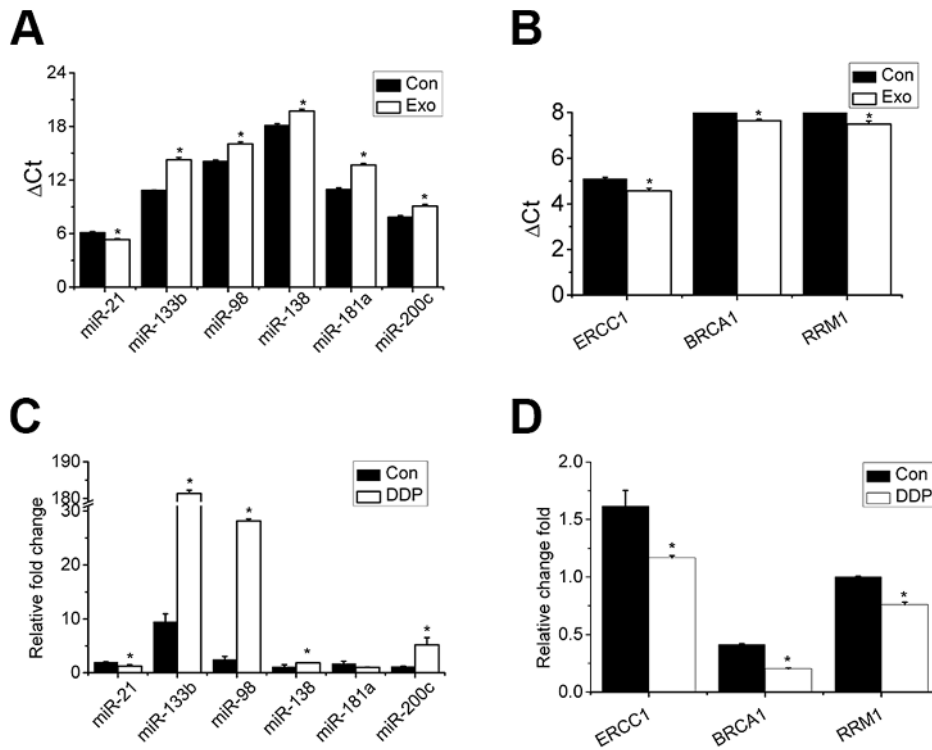 A
ΔCt
24
18
12
6
0
Con
Exo
*
*
*
*
*
*
miR-21
miR-133b
miR-98
miR-138
miR-181a
miR-200c
B
ΔCt
8
6
4
2
0
Con
Exo
*
*
*
ERCC1
BRCA1
RRM1
C
Relative fold change
190
180
30
20
10
0
Con
DDP
*
*
*
*
*
miR-21
miR-133b
miR-98
miR-138
miR-181a
miR-200c
D
Relative change fold
2.0
1.5
1.0
0.5
0.0
Con
DDP
*
*
*
ERCC1
BRCA1
RRM1